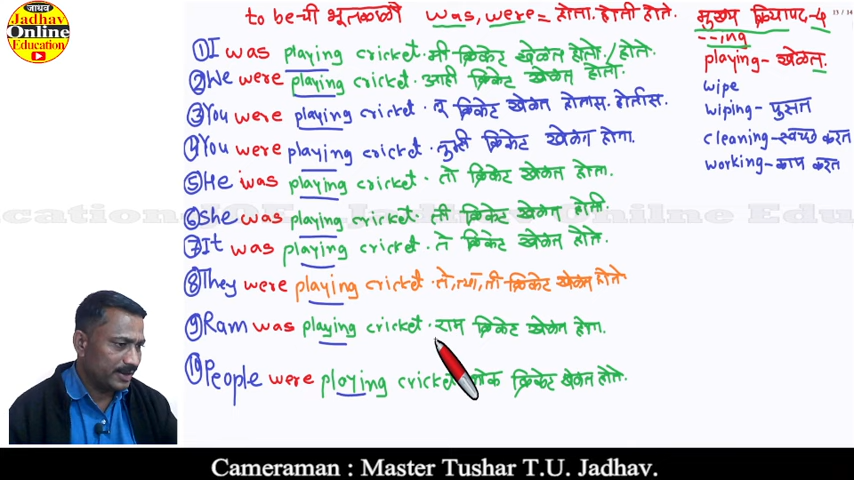 जाधव
Jadhav
Online
Education
to be-ची भूतकाळी was, were = होता. होती होते.
मुख्य क्रियापद-त
--ing
13 / 14
① I was playing cricket. मी क्रिकेट खेळत होतो/होते.
② We were playing cricket. आम्ही क्रिकेट खेळत होतो.
③ You were playing cricket. तू क्रिकेट खेळत होतास. होतीस.
④ You were playing cricket. तुम्ही क्रिकेट खेळत होता.
⑤ He was playing cricket. तो क्रिकेट खेळत होता.
⑥ she was playing cricket. ती क्रिकेट खेळत होती.
⑦ It was playing cricket. ते क्रिकेट खेळत होते.
⑧ They were playing cricket. ते, त्या, ती क्रिकेट खेळत होते
⑨ Ram was playing cricket. राम क्रिकेट खेळत होता.
⑩ People were playing cricket लोक क्रिकेट खेळत होते.
playing - खेळत.
wipe
wiping - पुसत
cleaning - स्वच्छ करत
working - काम करत
Cameraman : Master Tushar T.U. Jadhav.